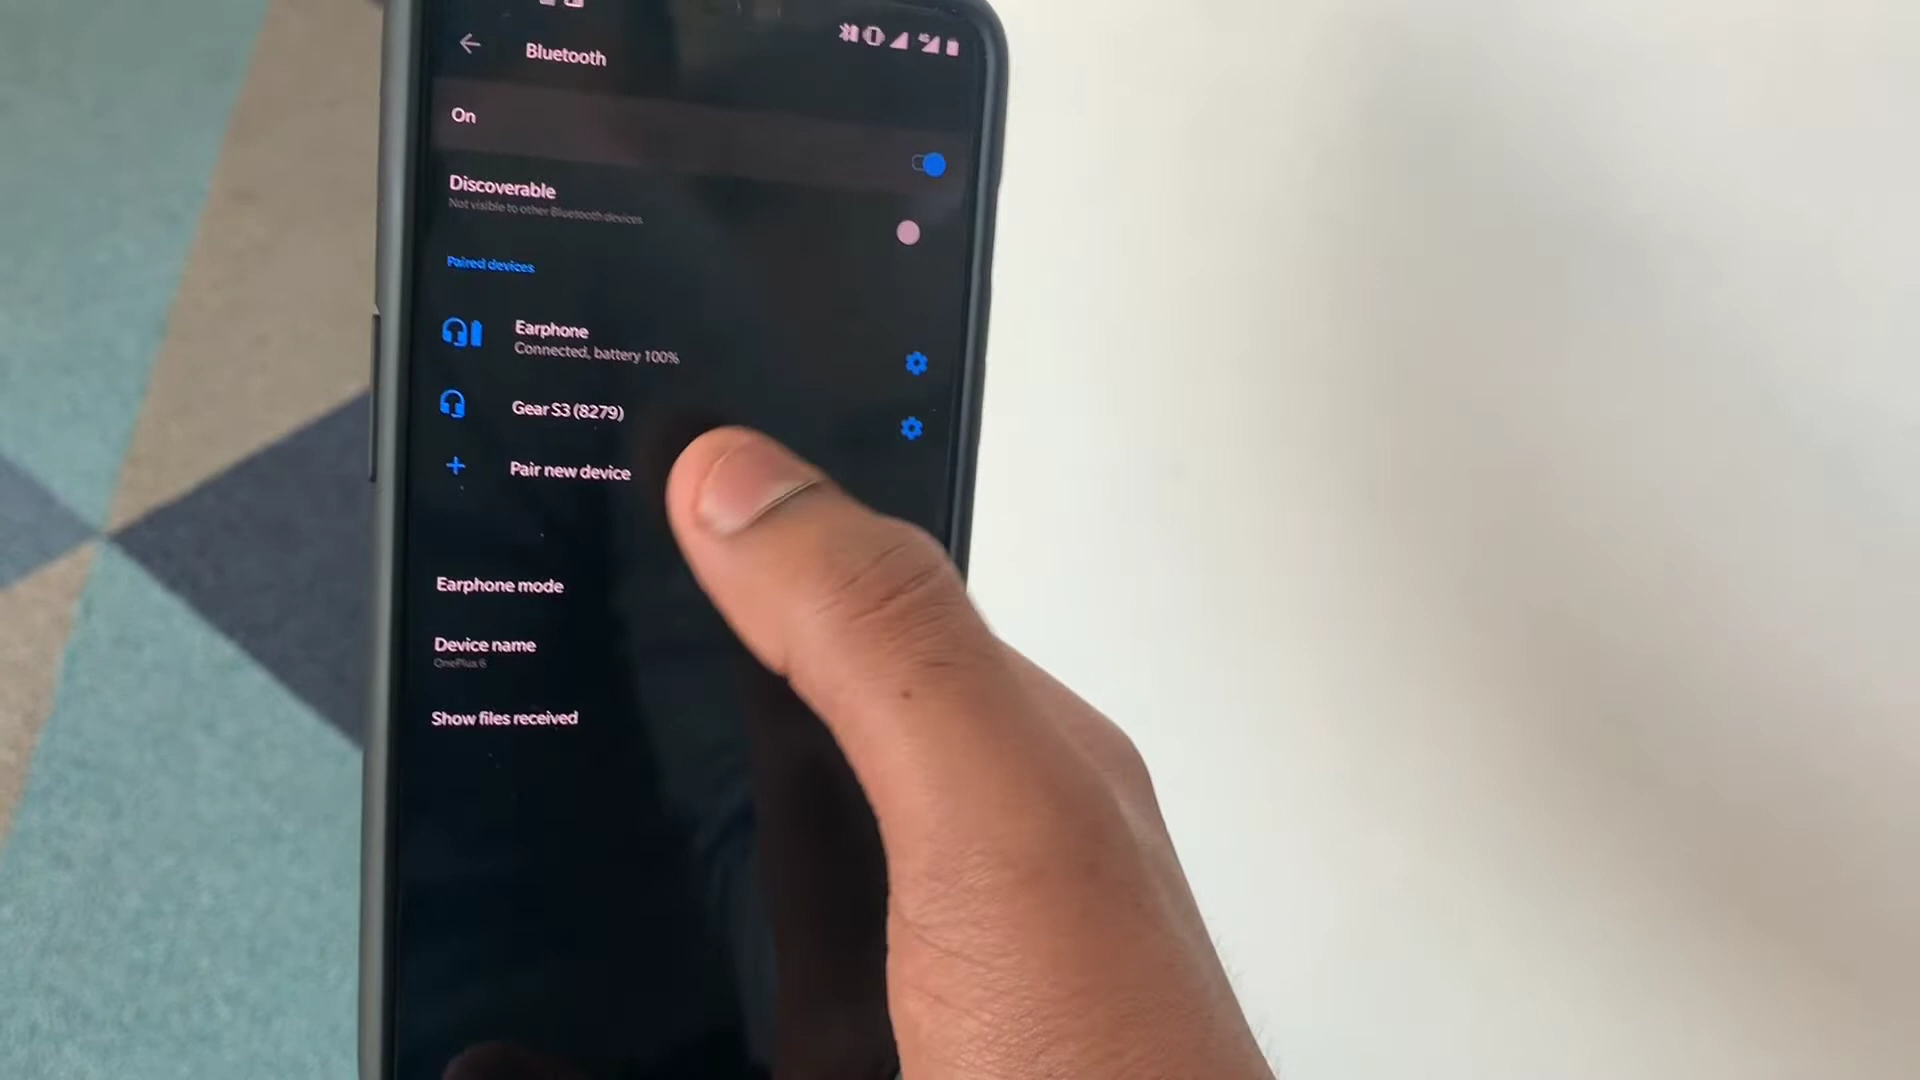 Bluetooth
On
Discoverable
Not visible to other Bluetooth devices
Paired devices
Earphone
Connected, battery 100%
Gear S3 (8279)
Pair new device
Earphone mode
Device name
OnePlus 6
Show files received